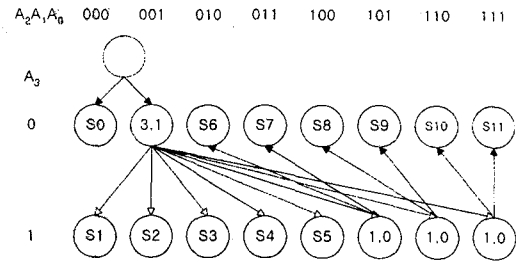 A₂A₁A₀ 000 001 010 011 100 101 110 111
A₃
0 S0 3.1 S6 S7 S8 S9 S10 S11
1 S1 S2 S3 S4 S5 1.0 1.0 1.0